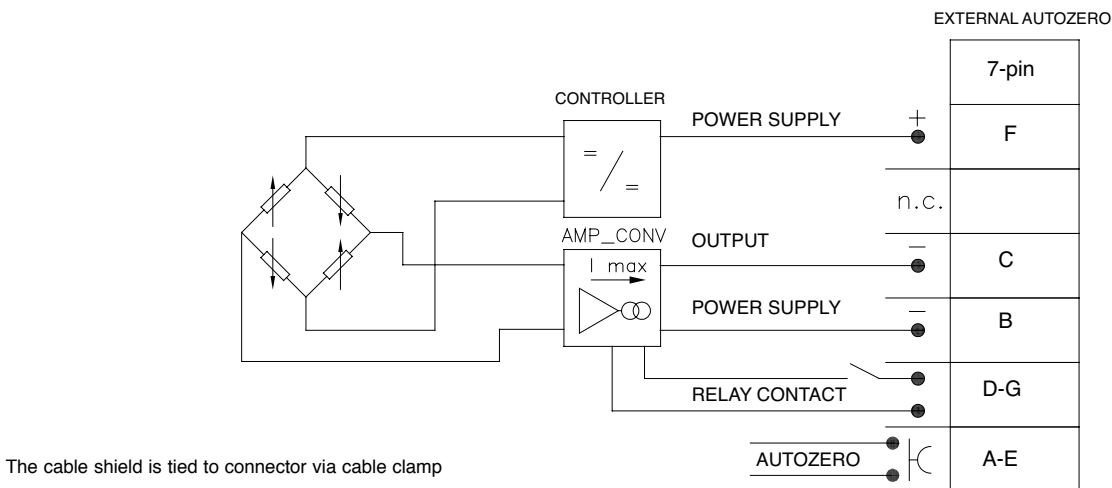 EXTERNAL AUTOZERO
7-pin
CONTROLLER
POWER SUPPLY
+
F
=
=
n.c.
AMP_CONV
OUTPUT
–
C
I max
POWER SUPPLY
–
B
RELAY CONTACT
D-G
AUTOZERO
A-E
The cable shield is tied to connector via cable clamp